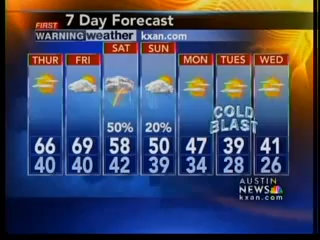 FIRST 7 Day Forecast
WARNING weather kxan.com
THUR FRI SAT SUN MON TUES WED
50% 20%
COLD
BLAST
66 69 58 50 47 39 41
40 40 42 39 34 28 26
AUSTIN
NEWS
kxan.com